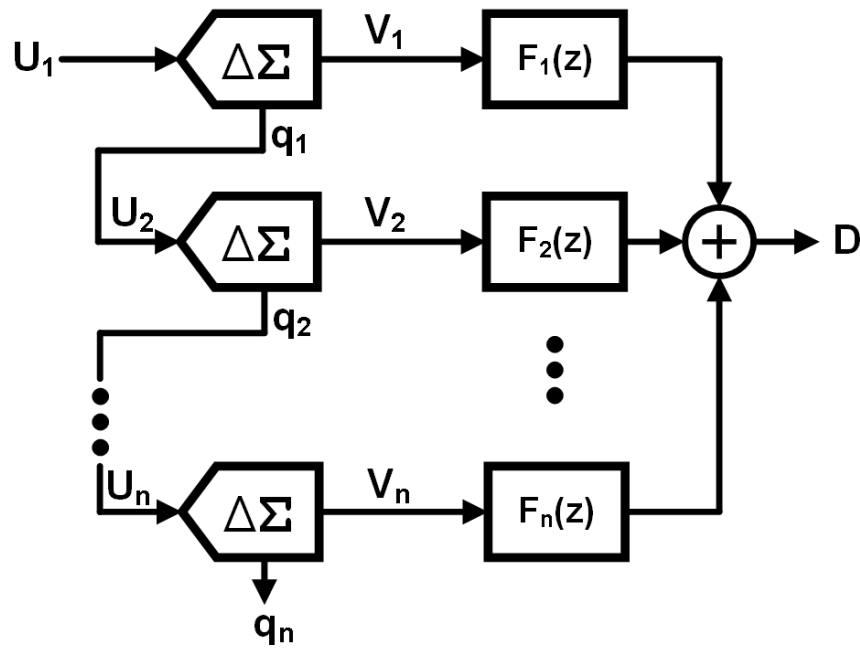 U₁ ΔΣ V₁ F₁(z)
q₁
U₂ ΔΣ V₂ F₂(z) + D
q₂
Uₙ ΔΣ Vₙ Fₙ(z)
qₙ